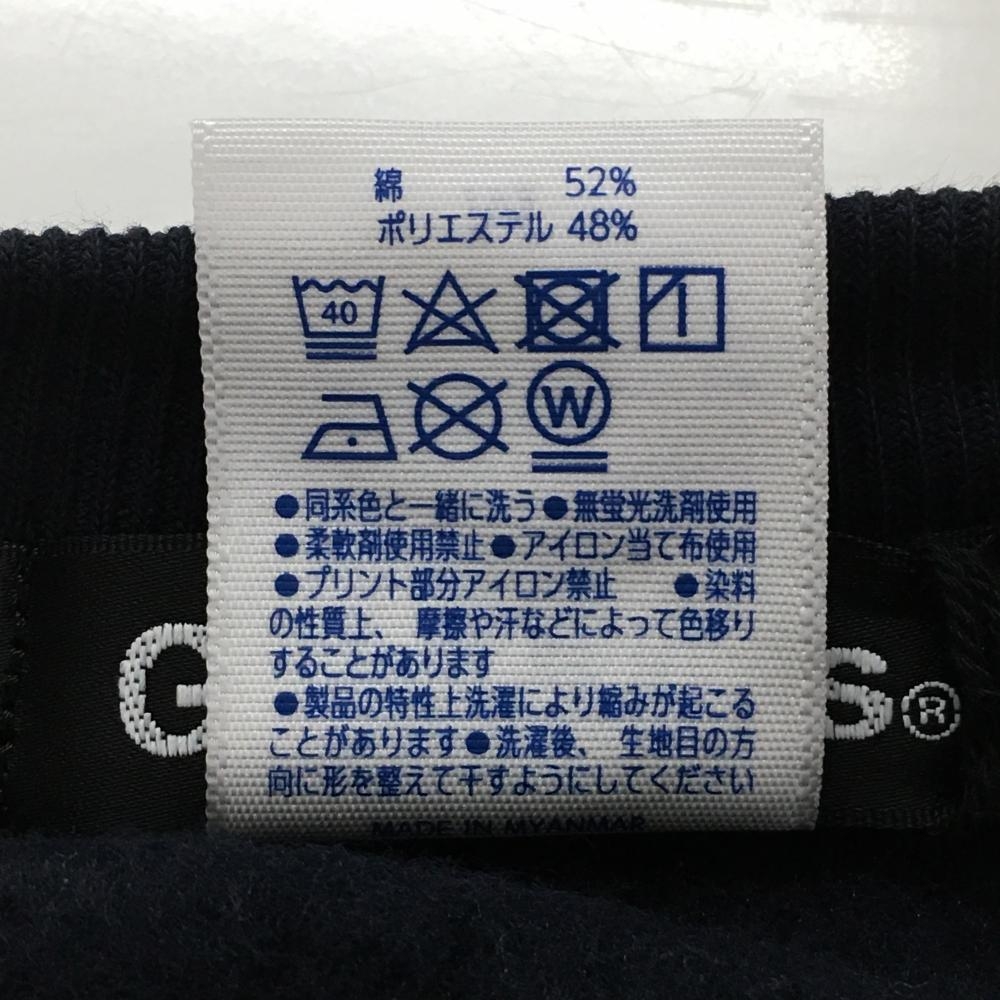 綿 52%
ポリエステル 48%
40
W
●同系色と一緒に洗う●無蛍光洗剤使用
●柔軟剤使用禁止●アイロン当て布使用
●プリント部分アイロン禁止 ●染料
の性質上、 摩擦や汗などによって色移り
することがあります
●製品の特性上洗濯により縮みが起こる
ことがあります●洗濯後、 生地目の方
向に形を整えて干すようにしてください
MADE IN MYANMAR
G S®